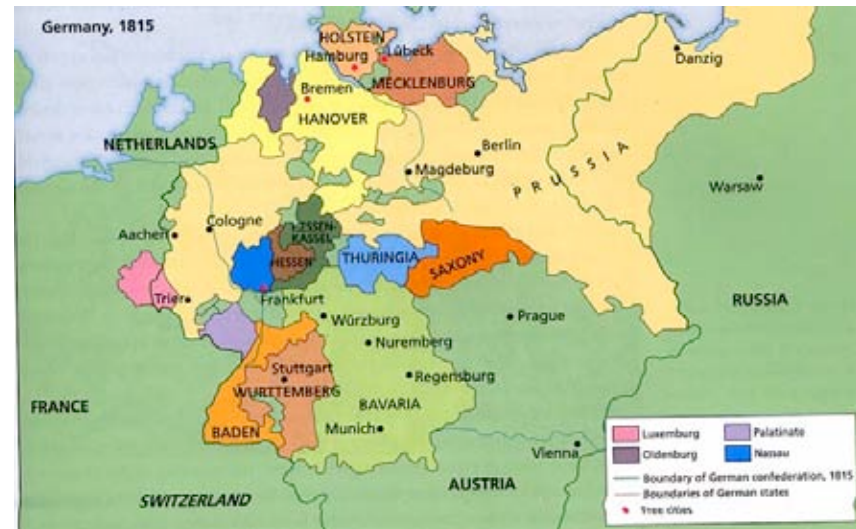 Germany, 1815
HOLSTEIN
Hamburg
Lübeck
MECKLENBURG
Danzig
Bremen
HANOVER
NETHERLANDS
Berlin
Magdeburg
PRUSSIA
Warsaw
Cologne
Aachen
HESSEN-
KASSEL
HESSEN
THURINGIA
SAXONY
Trier
Frankfurt
RUSSIA
Würzburg
Prague
Nuremberg
Stuttgart
Regensburg
WURTTEMBERG
FRANCE
BAVARIA
BADEN
Munich
Vienna
AUSTRIA
SWITZERLAND
Luxemburg
Palatinate
Oldenburg
Nassau
Boundary of German confederation, 1815
Boundaries of German states
Free cities